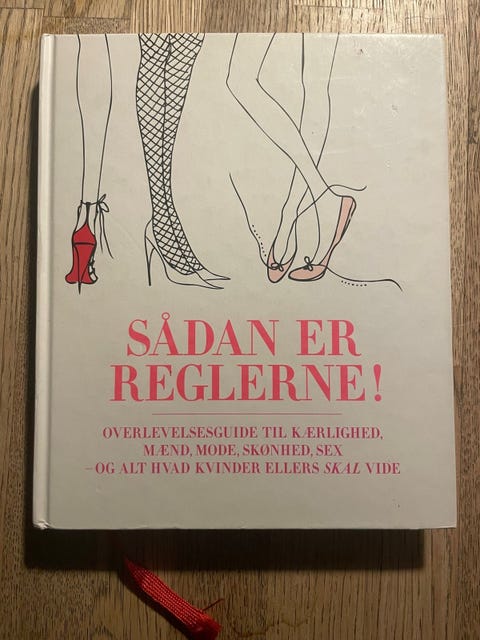 SÅDAN ER
REGLERNE!
OVERLEVELSESGUIDE TIL KÆRLIGHED,
MÆND, MODE, SKØNHED, SEX
– OG ALT HVAD KVINDER ELLERS SKAL VIDE